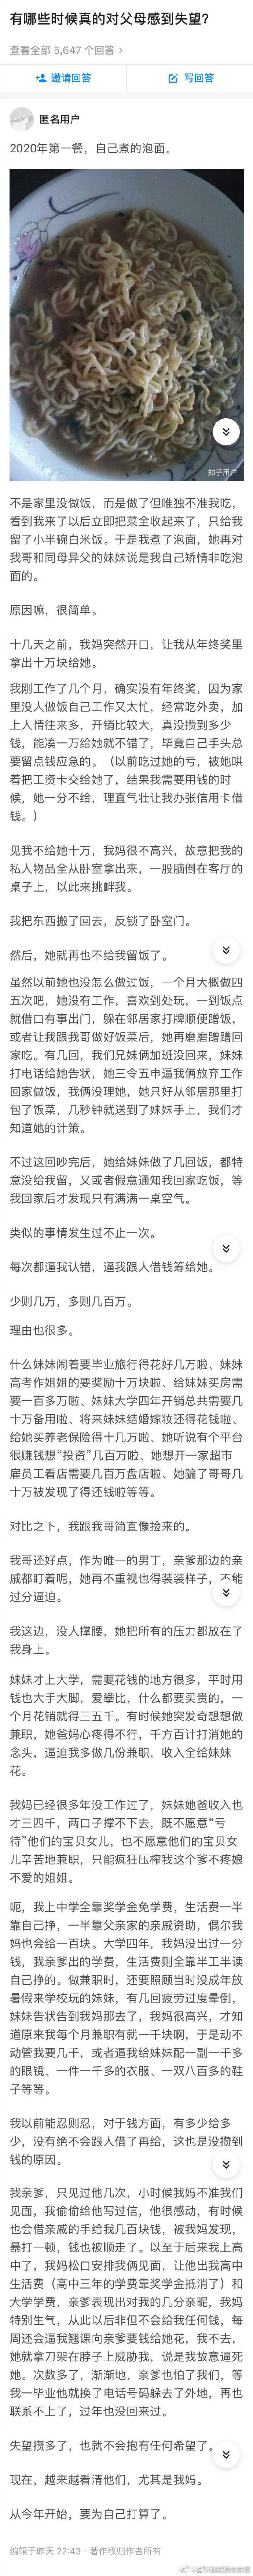 有哪些时候真的对父母感到失望?
查看全部 5,647 个回答
邀请回答
写回答
匿名用户
2020年第一餐，自己煮的泡面。
知乎用户
不是家里没做饭，而是做了但唯独不准我吃，
看到我来了以后立即把菜全收起来了，只给我
留了小半碗白米饭。于是我煮了泡面，她再对
我哥和同母异父的妹妹说是我自己矫情非吃泡
面的。
原因嘛，很简单。
十几天之前，我妈突然开口，让我从年终奖里
拿出十万块给她。
我刚工作了几个月，确实没有年终奖，因为家
里没人做饭自己工作又太忙，经常吃外卖，加
上人情往来多，开销比较大，真没攒到多少
钱，能凑一万给她就不错了，毕竟自己手头总
要留点钱应急的。（以前吃过她的亏，被她哄
着把工资卡交给她了，结果我需要用钱的时
候，她一分不给，理直气壮让我办张信用卡借
钱。）
见我不给她十万，我妈很不高兴，故意把我的
私人物品全从卧室拿出来，一股脑倒在客厅的
桌子上，以此来挑衅我。
我把东西搬了回去，反锁了卧室门。
然后，她就再也不给我留饭了。
虽然以前她也没怎么做过饭，一个月大概做四
五次吧，她没有工作，喜欢到处玩，一到饭点
就借口有事出门，躲在邻居家打牌顺便蹭饭，
或者让我跟我哥做好饭菜后，她再磨磨蹭蹭回
家吃。有几回，我们兄妹俩加班没回来，妹妹
打电话给她告状，她三令五申逼我俩放弃工作
回家做饭，我俩没理她，她只好从邻居那里打
包了饭菜，几秒钟就送到了妹妹手上，我们才
知道她的计策。
不过这回吵完后，她给妹妹做了几回饭，都特
意没给我留，又或者假意通知我回家吃饭，等
我回家后才发现只有满满一桌空气。
类似的事情发生过不止一次。
每次都逼我认错，逼我跟人借钱筹给她。
少则几万，多则几百万。
理由也很多。
什么妹妹闹着要毕业旅行得花好几万啦、妹妹
高考作业姐姐的要奖励十万块啦、给妹妹买房需
要一百多万啦、妹妹大学四年开销总共需要几
十万备用啦、将来妹妹结婚嫁妆还得花钱啦、
给她买养老保险得十几万啦、她听说有个平台
很赚钱想“投资”几百万啦、她想开一家超市
雇员工看店需要几百万盘店啦、她骗了哥哥几
十万被发现了得还钱啦等等。
对比之下，我跟我哥简直像捡来的。
我哥还好点，作为唯一的男丁，亲爹那边的亲
戚都盯着呢，她再不重视也得装装样子，不能
过分逼迫。
我这边，没人撑腰，她把所有的压力都放在了
我身上。
妹妹才上大学，需要花钱的地方很多，平时用
钱也大手大脚，爱攀比，什么都要买贵的，一
个月花销就得三五千。有时候她突发奇想想做
兼职，她爸妈心疼得不行，千方百计打消她的
念头，逼迫我多做几份兼职，收入全给妹妹
花。
我妈已经很多年没工作过了，妹妹她爸收入也
才三四千，两口子撑不下去，既不愿意“亏
待”他们的宝贝女儿，也不愿意他们的宝贝女
儿辛苦地兼职，只能疯狂压榨我这个爹不疼娘
不爱的姐姐。
呃，我上中学全靠奖学金免学费，生活费一半
靠自己挣，一半靠父亲家的亲戚资助，偶尔我
妈也会给一百块。大学四年，我妈没出过一分
钱，我亲爹出的学费，生活费则全靠半工半读
自己挣的。做兼职时，还要照顾当时没成年放
暑假来学校玩的妹妹，有几回疲劳过度晕倒，
妹妹告状告到我妈那去了，我妈很高兴，才知
道原来我每个月兼职有就一千块啊，于是动不
动管我要几千，或者逼我给妹妹配一副一千多
的眼镜、一件一千多的衣服、一双八百多的鞋
子等等。
我以前能忍则忍，对于钱方面，有多少给多
少，没有绝不会跟人借了再给，这也是没攒到
钱的原因。
我亲爹，只见过他几次，小时候我妈不准我们
见面，我偷偷给他写过信，他很感动，有时候
也会借亲戚的手给我几百块钱，被我妈发现，
暴打一顿，钱也被顺走了。以至于后来我上高
中了，我妈松口安排我俩见面，让他出我高中
生活费（高中三年的学费靠奖学金抵消了）和
大学学费，亲爹表现出对我的几分亲昵，我妈
特别生气，从此以后非但不会给我任何钱，每
周还会逼我翘课向亲爹要钱给她花，我不去，
她就拿刀架在脖子上威胁我，说是我故意逼死
她。次数多了，渐渐地，亲爹也怕了我们，等
我一毕业他就换了电话号码躲去了外地，再也
联系不上了，过年也没回来过。
失望攒多了，也就不会抱有任何希望了。
现在，越来越看清他们，尤其是我妈。
从今年开始，要为自己打算了。
编辑于昨天 22:43 · 著作权归作者所有